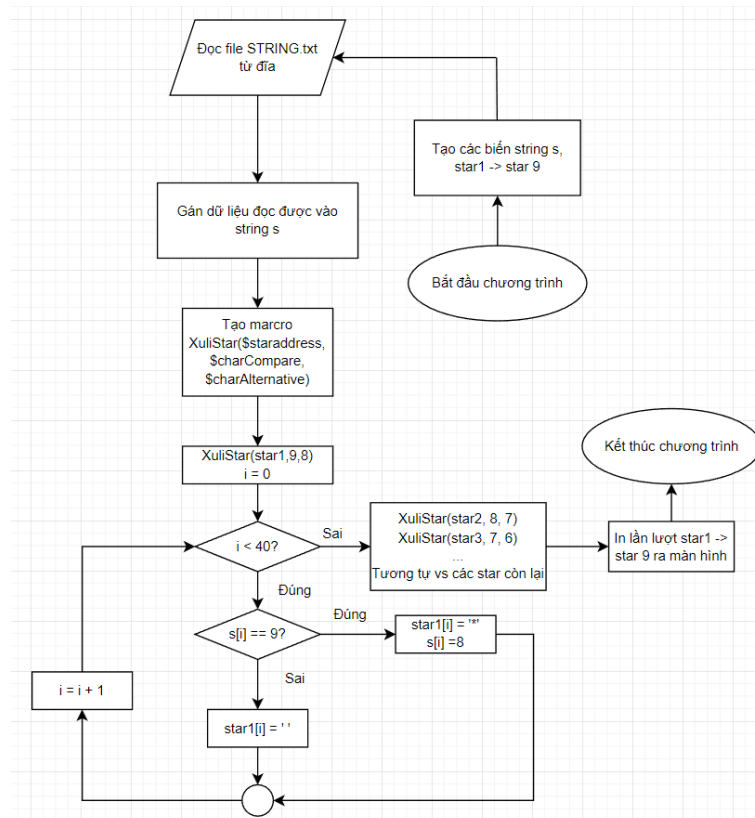 Đọc file STRING.txt
từ đĩa
Tạo các biến string s,
star1 -> star 9
Gán dữ liệu đọc được vào
string s
Bắt đầu chương trình
Tạo marcro
XuliStar($staraddress,
$charCompare,
$charAlternative)
XuliStar(star1,9,8)
i = 0
Kết thúc chương trình
i < 40?
Sai
XuliStar(star2, 8, 7)
XuliStar(star3, 7, 6)
...
Tương tự vs các star còn lại
In lần lượt star1 ->
star 9 ra màn hình
Đúng
s[i] == 9?
Đúng
star1[i] = '*'
s[i] =8
Sai
i = i + 1
star1[i] = ' '